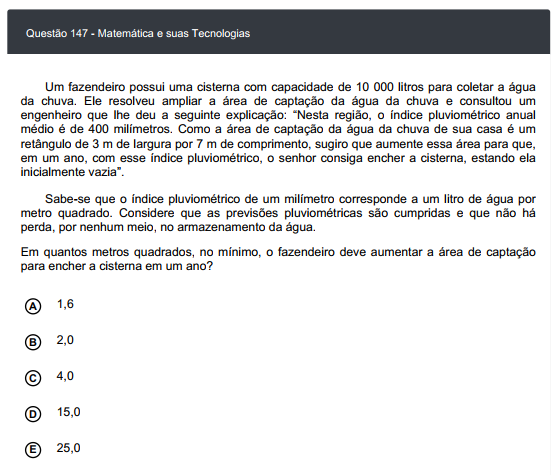 Questão 147 - Matemática e suas Tecnologias
Um fazendeiro possui uma cisterna com capacidade de 10 000 litros para coletar a água
da chuva. Ele resolveu ampliar a área de captação da água da chuva e consultou um
engenheiro que lhe deu a seguinte explicação: “Nesta região, o índice pluviométrico anual
médio é de 400 milímetros. Como a área de captação da água da chuva de sua casa é um
retângulo de 3 m de largura por 7 m de comprimento, sugiro que aumente essa área para que,
em um ano, com esse índice pluviométrico, o senhor consiga encher a cisterna, estando ela
inicialmente vazia”.
Sabe-se que o índice pluviométrico de um milímetro corresponde a um litro de água por
metro quadrado. Considere que as previsões pluviométricas são cumpridas e que não há
perda, por nenhum meio, no armazenamento da água.
Em quantos metros quadrados, no mínimo, o fazendeiro deve aumentar a área de captação
para encher a cisterna em um ano?
A 1,6
B 2,0
C 4,0
D 15,0
E 25,0